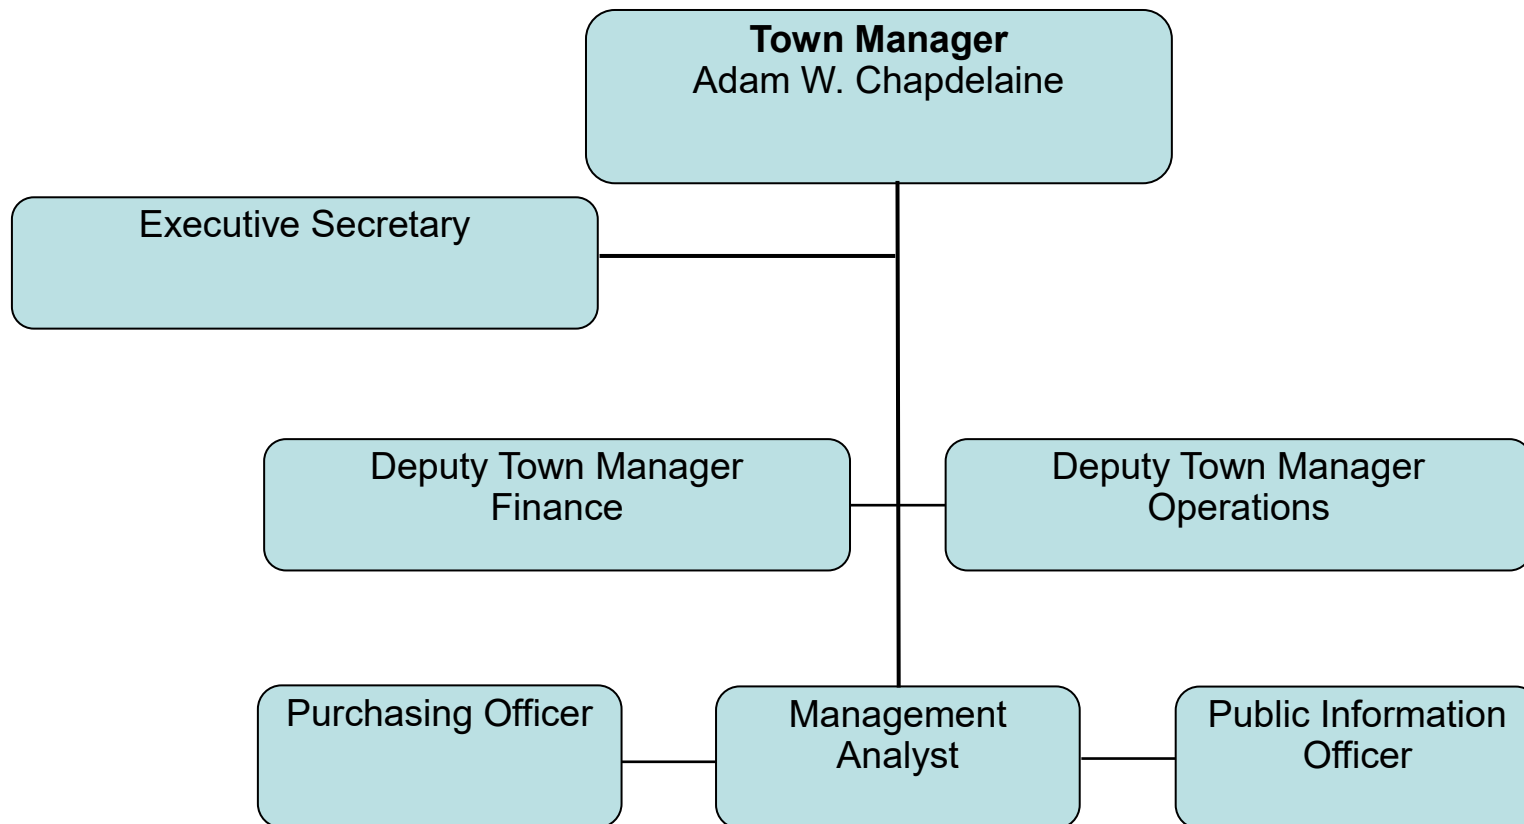 Town Manager
Adam W. Chapdelaine
Executive Secretary
Deputy Town Manager
Finance
Deputy Town Manager
Operations
Purchasing Officer
Management
Analyst
Public Information
Officer